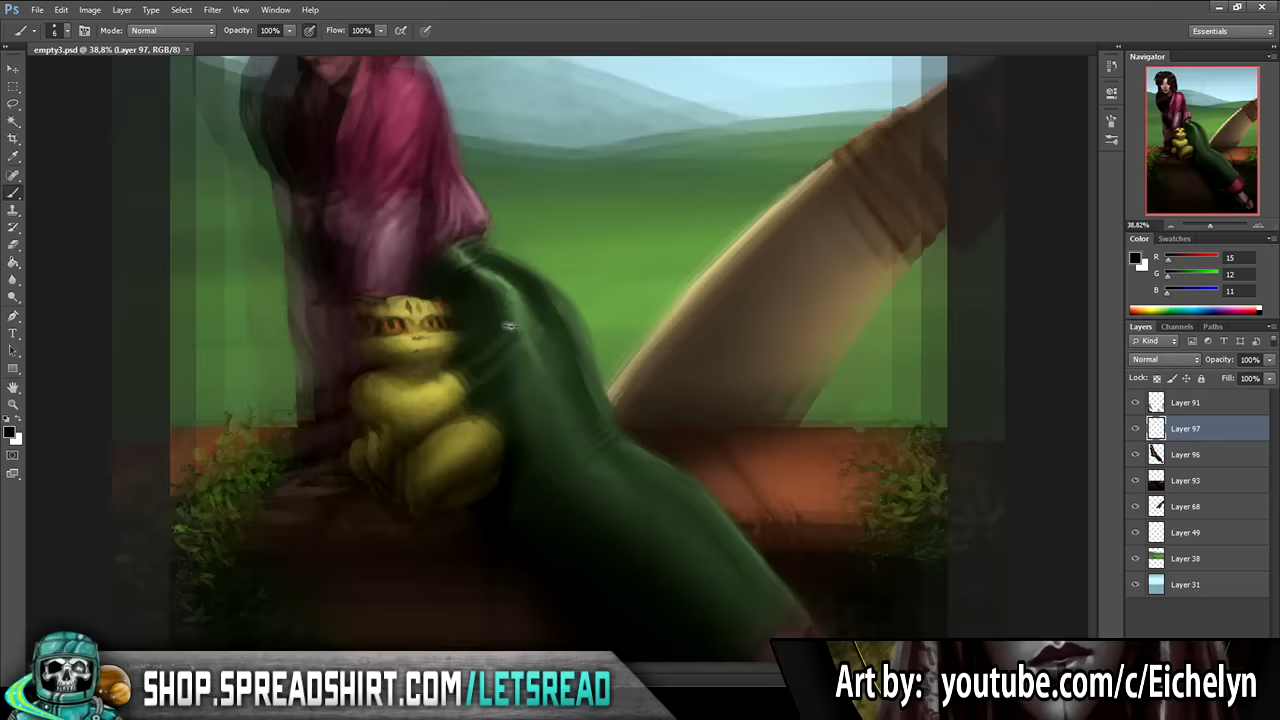 Ps File Edit Image Layer Type Select Filter View Window Help
6 Mode: Normal Opacity: 100% Flow: 100% Essentials
empty3.psd @ 38,8% (Layer 97, RGB/8) ×
Navigator
38.82%
Color Swatches
R 15
G 12
B 11
Layers Channels Paths
Kind
Normal Opacity: 100%
Lock: Fill: 100%
Layer 91
Layer 97
Layer 96
Layer 93
Layer 68
Layer 49
Layer 38
Layer 31
SHOP.SPREADSHIRT.COM/LETSREAD
Art by: youtube.com/c/Eichelyn